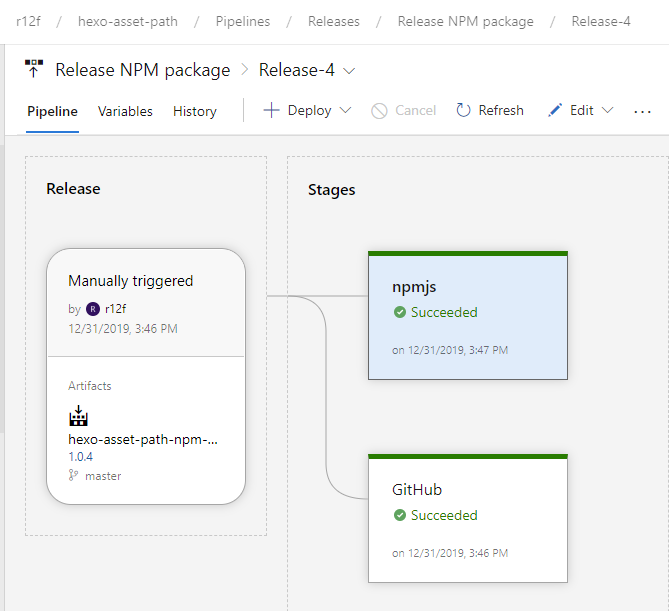 r12f / hexo-asset-path / Pipelines / Releases / Release NPM package / Release-4
Release NPM package > Release-4
Pipeline Variables History Deploy Cancel Refresh Edit ...
Release
Manually triggered
by R r12f
12/31/2019, 3:46 PM
Artifacts
hexo-asset-path-npm-...
1.0.4
master
Stages
npmjs
Succeeded
on 12/31/2019, 3:47 PM
GitHub
Succeeded
on 12/31/2019, 3:46 PM